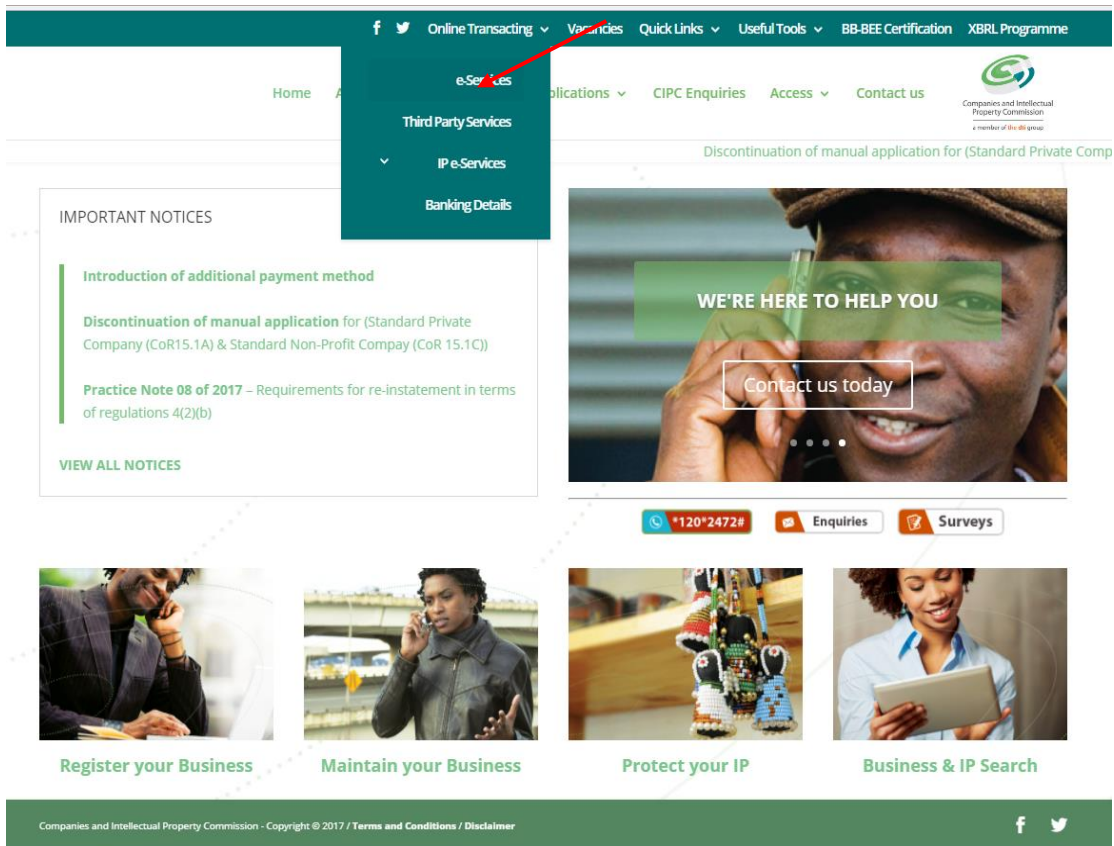 Online Transacting Vacancies Quick Links Useful Tools BB-BEE Certification XBRL Programme
e-Services
Third Party Services
IP e-Services
Banking Details
Home A plications CIPC Enquiries Access Contact us
Companies and Intellectual
Property Commission
a member of the dti group
Discontinuation of manual application for (Standard Private Comp
IMPORTANT NOTICES
Introduction of additional payment method
Discontinuation of manual application for (Standard Private
Company (CoR15.1A) & Standard Non-Profit Compay (CoR 15.1C))
Practice Note 08 of 2017 – Requirements for re-instatement in terms
of regulations 4(2)(b)
VIEW ALL NOTICES
WE'RE HERE TO HELP YOU
Contact us today
*120*2472# Enquiries Surveys
Register your Business Maintain your Business Protect your IP Business & IP Search
Companies and Intellectual Property Commission - Copyright © 2017 / Terms and Conditions / Disclaimer